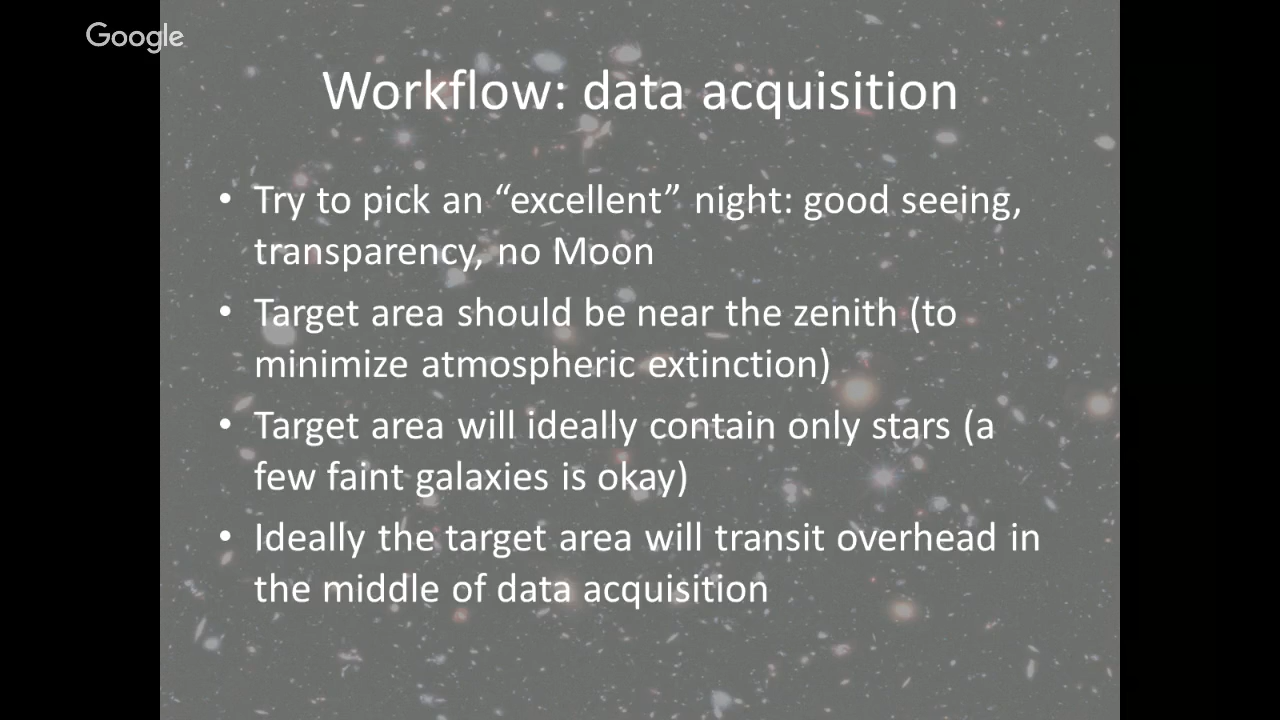 Google
Workflow: data acquisition
• Try to pick an “excellent” night: good seeing,
transparency, no Moon
• Target area should be near the zenith (to
minimize atmospheric extinction)
• Target area will ideally contain only stars (a
few faint galaxies is okay)
• Ideally the target area will transit overhead in
the middle of data acquisition